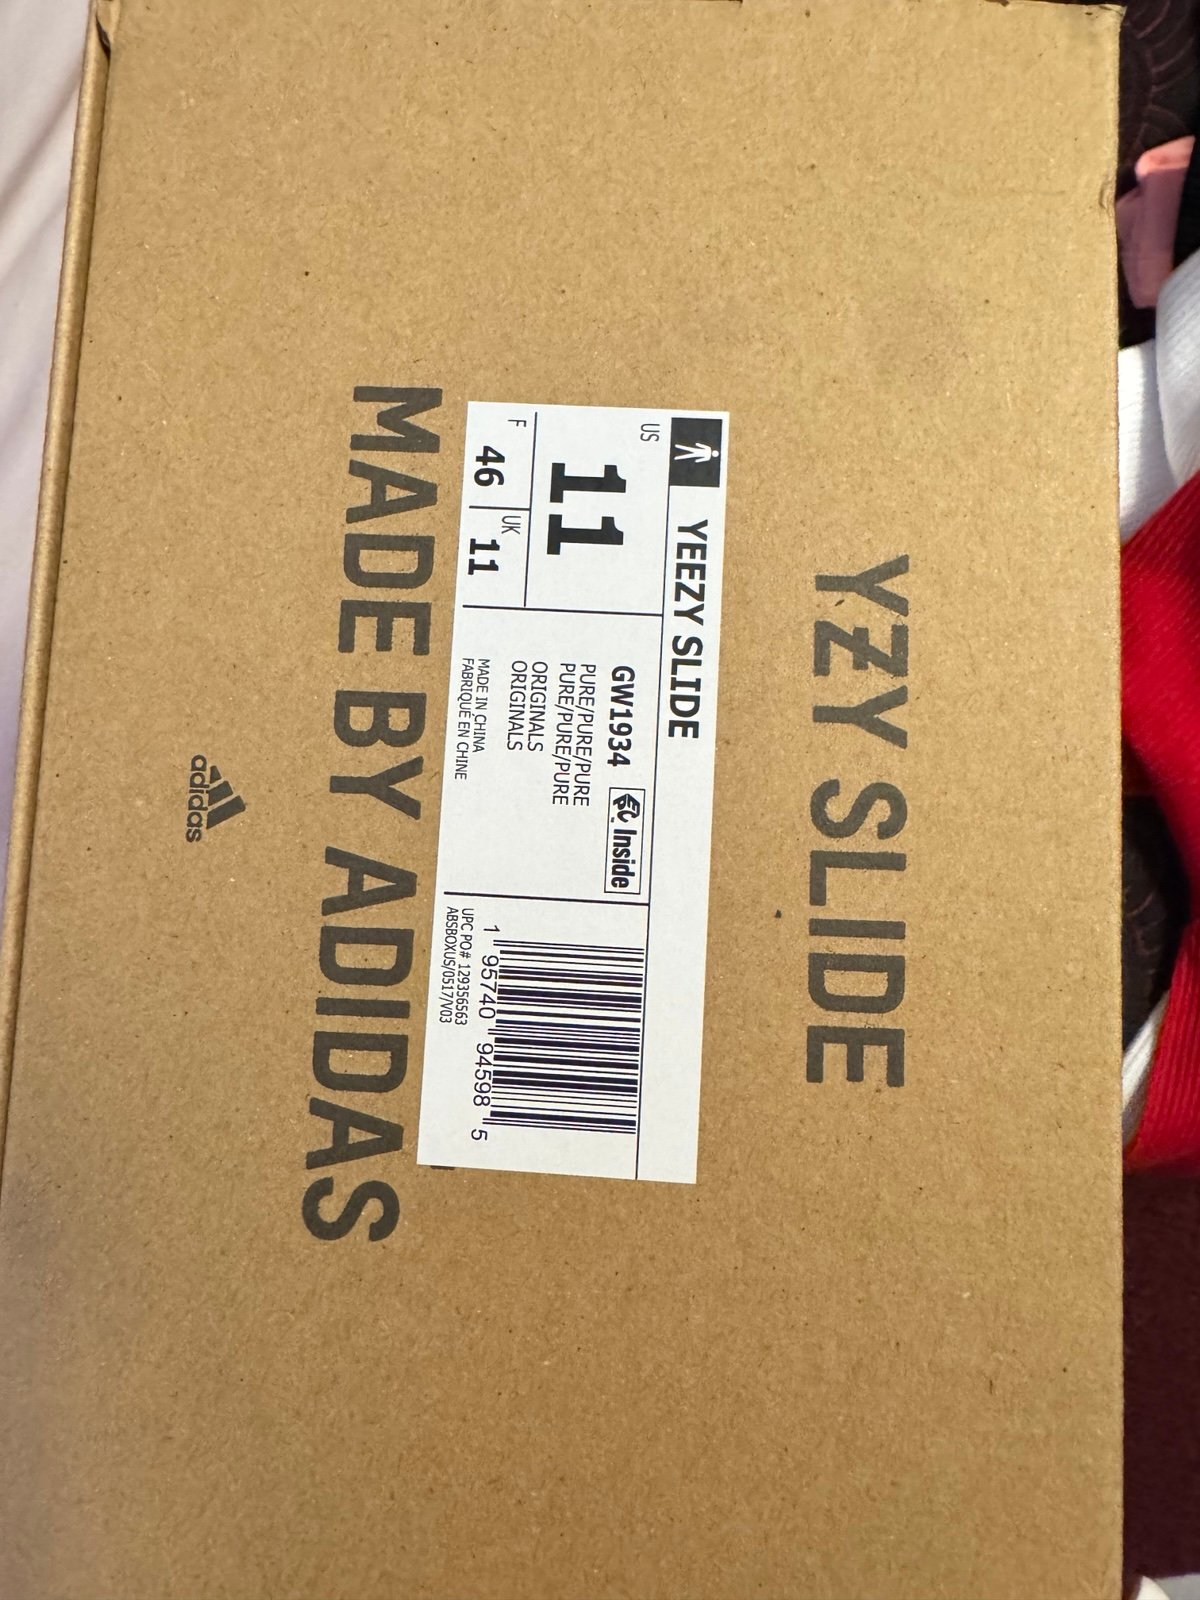 YZY SLIDE
YEEZY SLIDE
US
11
F
46
UK
11
GW1934
EC Inside
PURE/PURE/PURE
PURE/PURE/PURE
ORIGINALS
ORIGINALS
MADE IN CHINA
FABRIQUÉ EN CHINE
1 95740 94598 5
UPC PO# 129356563
ABSBOXUS/0517/V03
MADE BY ADIDAS
adidas